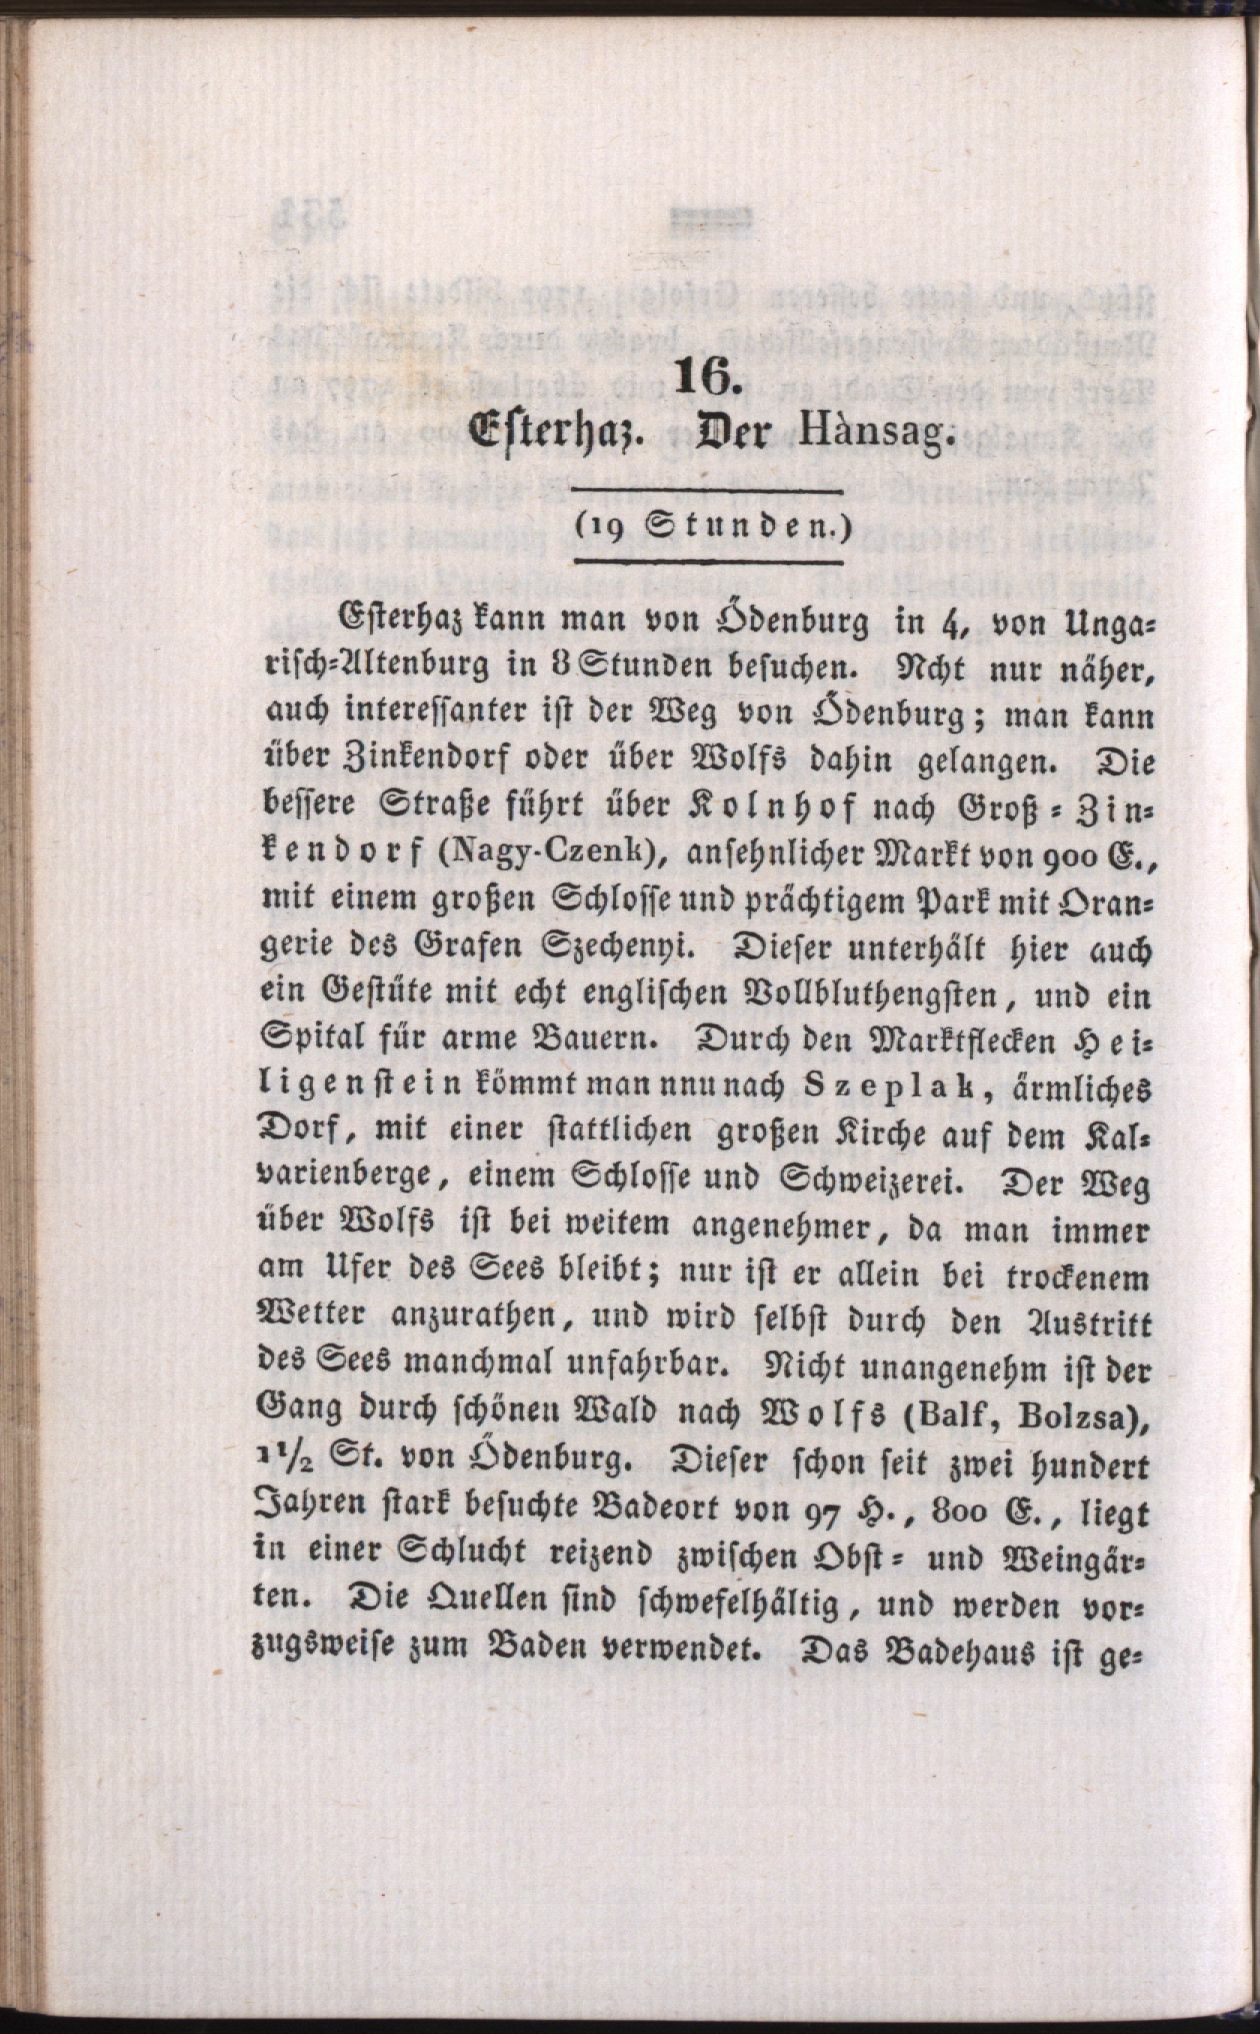 16.
Esterhaz. Der Hànsag.
(19 Stunden.)
Esterhaz kann man von Ödenburg in 4, von Unga-
risch-Altenburg in 8 Stunden besuchen. Ncht nur näher,
auch interessanter ist der Weg von Ödenburg; man kann
über Zinkendorf oder über Wolfs dahin gelangen. Die
bessere Straße führt über Kolnhof nach Groß-Zin-
kendorf (Nagy-Czenk), ansehnlicher Markt von 900 E.,
mit einem großen Schlosse und prächtigem Park mit Oran-
gerie des Grafen Szechenyi. Dieser unterhält hier auch
ein Gestüte mit echt englischen Vollbluthengsten, und ein
Spital für arme Bauern. Durch den Marktflecken Hei-
ligenstein kömmt man nnu nach Szeplak, ärmliches
Dorf, mit einer stattlichen großen Kirche auf dem Kal-
varienberge, einem Schlosse und Schweizerei. Der Weg
über Wolfs ist bei weitem angenehmer, da man immer
am Ufer des Sees bleibt; nur ist er allein bei trockenem
Wetter anzurathen, und wird selbst durch den Austritt
des Sees manchmal unfahrbar. Nicht unangenehm ist der
Gang durch schönen Wald nach Wolfs (Balf, Bolzsa),
1 1/2 St. von Ödenburg. Dieser schon seit zwei hundert
Jahren stark besuchte Badeort von 97 H., 800 E., liegt
in einer Schlucht reizend zwischen Obst- und Weingär-
ten. Die Quellen sind schwefelhältig, und werden vor-
zugsweise zum Baden verwendet. Das Badehaus ist ge-